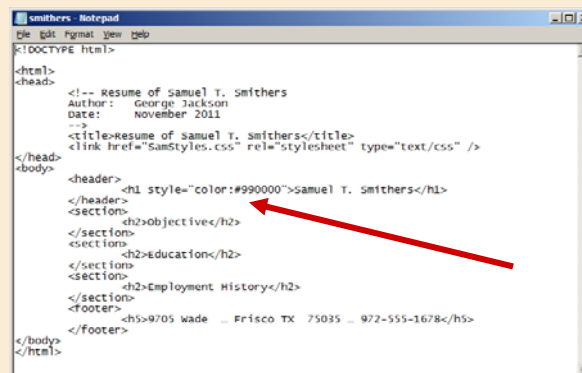 smithers - Notepad
File Edit Format View Help
<!DOCTYPE html>
<html>
<head>
<!-- Resume of Samuel T. Smithers
Author: George Jackson
Date: November 2011
-->
<title>Resume of Samuel T. Smithers</title>
<link href="SamStyles.css" rel="stylesheet" type="text/css" />
</head>
<body>
<header>
<h1 style="color:#990000">Samuel T. Smithers</h1>
</header>
<section>
<h2>Objective</h2>
</section>
<section>
<h2>Education</h2>
</section>
<section>
<h2>Employment History</h2>
</section>
<footer>
<h5>9705 Wade … Frisco TX 75035 … 972-555-1678</h5>
</footer>
</body>
</html>